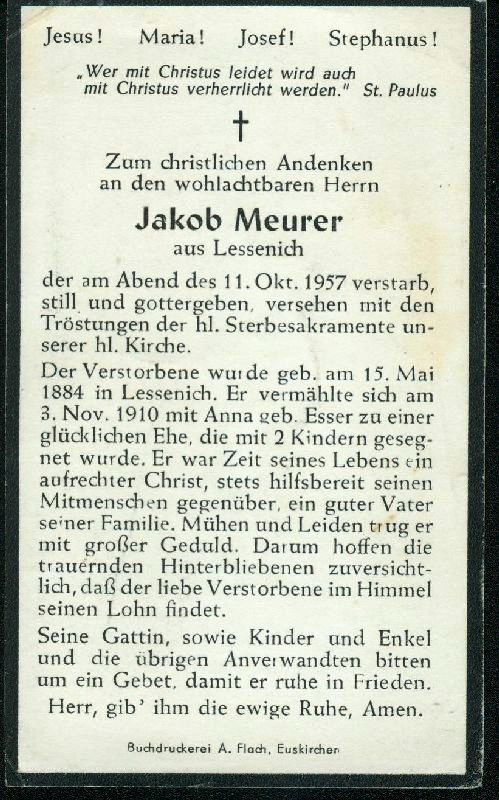 Jesus! Maria! Josef! Stephanus!
„Wer mit Christus leidet wird auch
mit Christus verherrlicht werden." St. Paulus
†
Zum christlichen Andenken
an den wohlachtbaren Herrn
Jakob Meurer
aus Lessenich
der am Abend des 11. Okt. 1957 verstarb,
still und gottergeben, versehen mit den
Tröstungen der hl. Sterbesakramente un-
serer hl. Kirche.
Der Verstorbene wurde geb. am 15. Mai
1884 in Lessenich. Er vermählte sich am
3. Nov. 1910 mit Anna geb. Esser zu einer
glücklichen Ehe, die mit 2 Kindern geseg-
net wurde. Er war Zeit seines Lebens ein
aufrechter Christ, stets hilfsbereit seinen
Mitmenschen gegenüber, ein guter Vater
seiner Familie. Mühen und Leiden trug er
mit großer Geduld. Darum hoffen die
trauernden Hinterbliebenen zuversicht-
lich, daß der liebe Verstorbene im Himmel
seinen Lohn findet.
Seine Gattin, sowie Kinder und Enkel
und die übrigen Anverwandten bitten
um ein Gebet, damit er ruhe in Frieden.
Herr, gib' ihm die ewige Ruhe, Amen.
Buchdruckerei A. Flach, Euskirchen